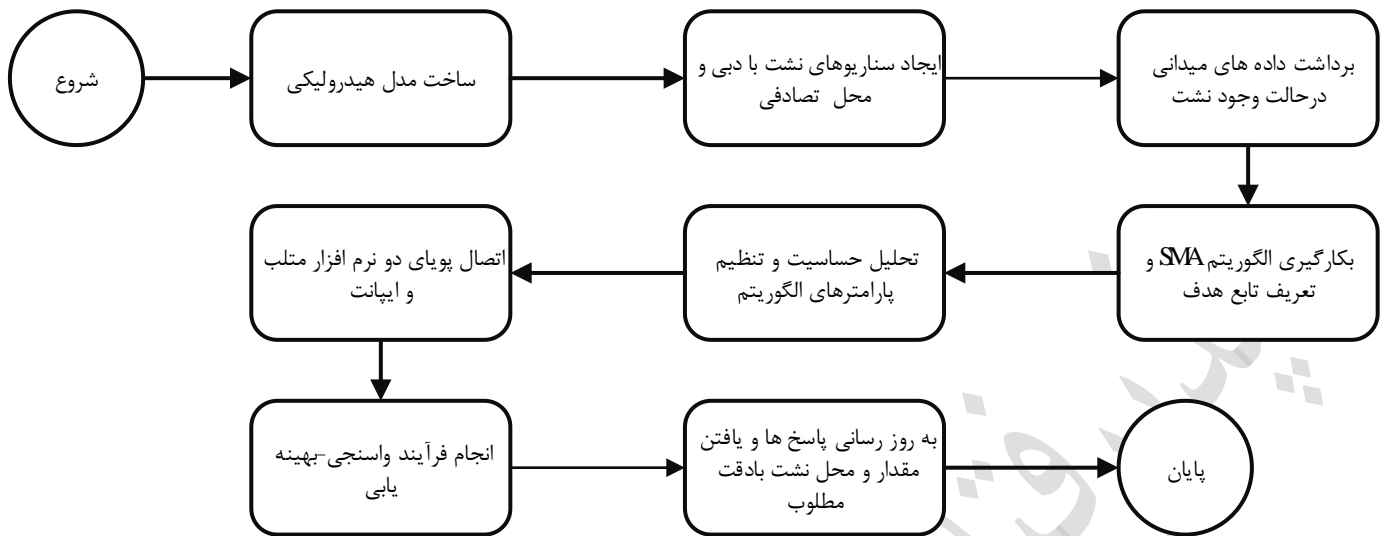 شروع
ساخت مدل هیدرولیکی
ایجاد سناریوهای نشت با دبی و
محل تصادفی
برداشت داده های میدانی
درحالت وجود نشت
بکارگیری الگوریتم SMA و
تعریف تابع هدف
تحلیل حساسیت و تنظیم
پارامترهای الگوریتم
اتصال پویای دو نرم افزار متلب
و ایپانت
انجام فرآیند واسنجی-بهینه
یابی
به روز رسانی پاسخ ها و یافتن
مقدار و محل نشت بادقت
مطلوب
پایان